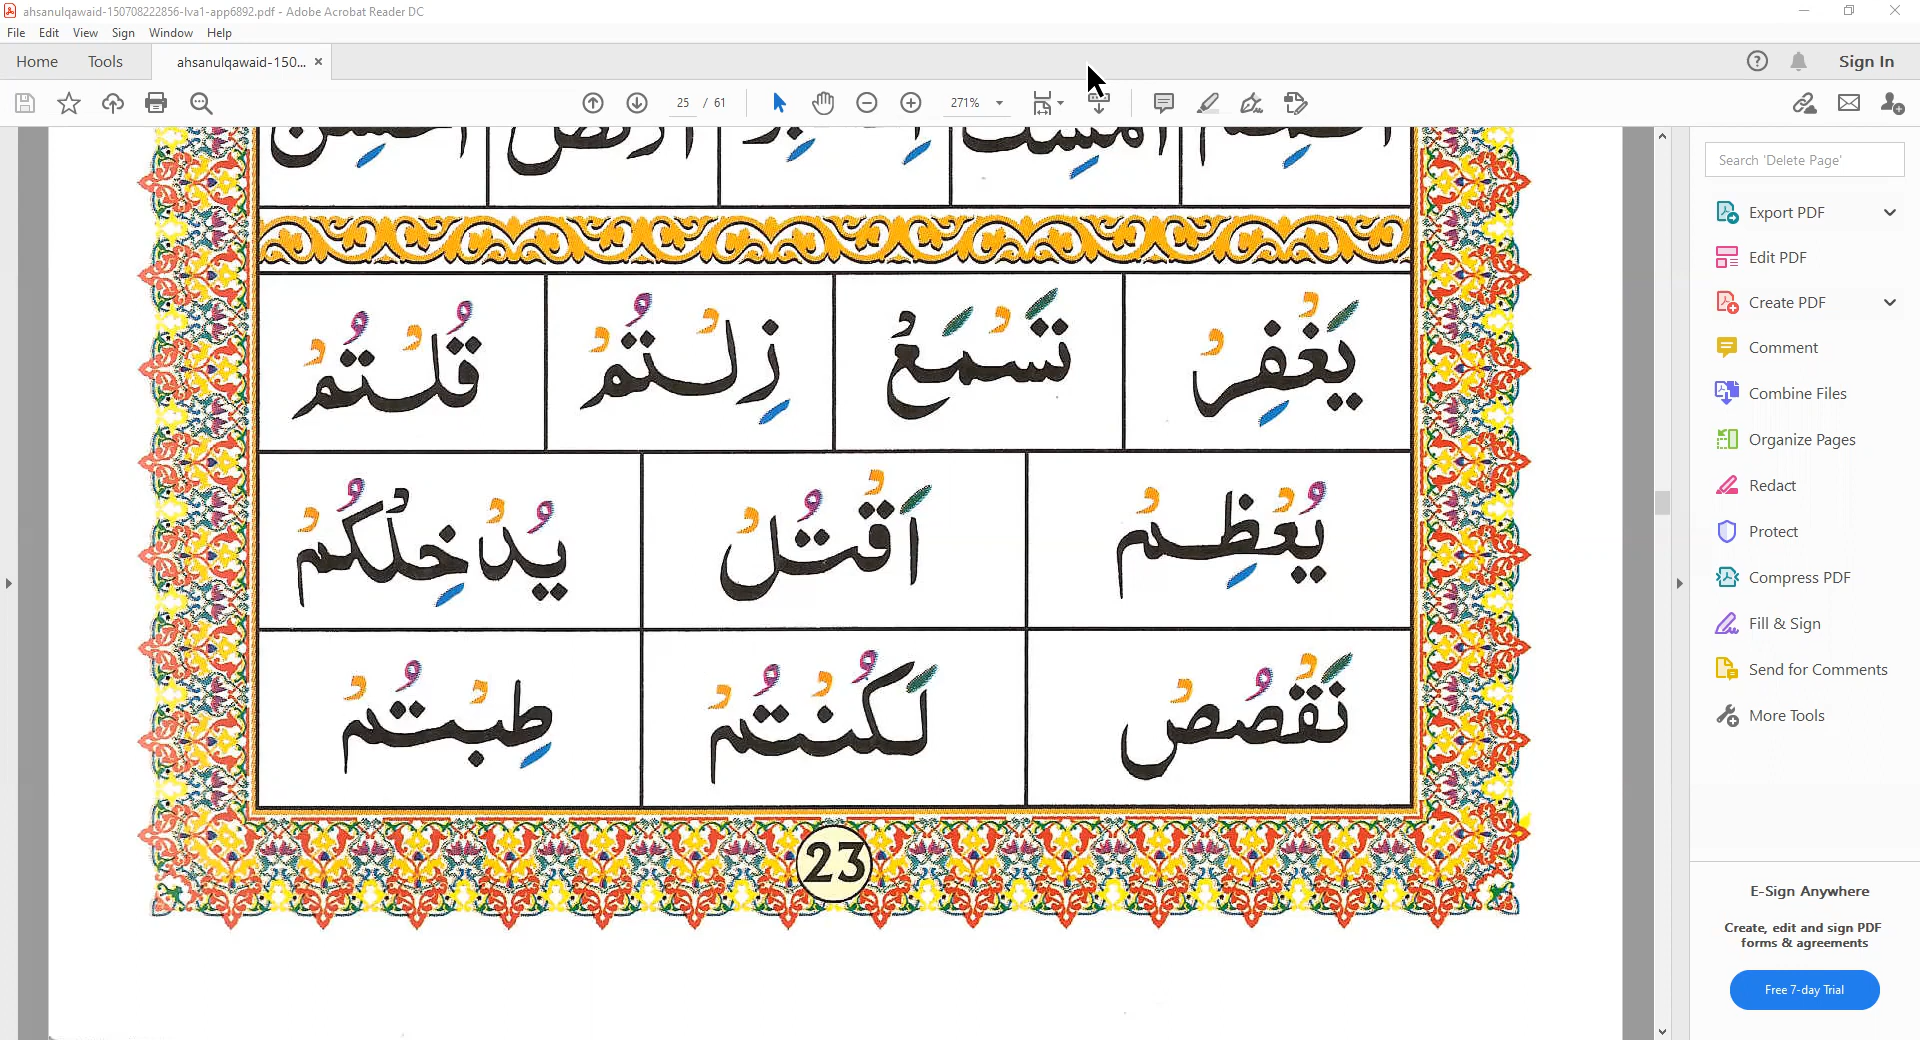 ahsanulqawaid-150708222856-lva1-app6892.pdf - Adobe Acrobat Reader DC
File Edit View Sign Window Help
Home Tools ahsanulqawaid-150... × Sign In
25 / 61 271%
يَغْفِرْ تَسْمَعْ زِلْتُمْ قُلْتُمْ
يُعْظِمْ اَقْتُلْ يُدْخِلْكُمْ
نَقْصُصْ لَكُنْتُمْ طِبْتُمْ
23
Search 'Delete Page'
Export PDF
Edit PDF
Create PDF
Comment
Combine Files
Organize Pages
Redact
Protect
Compress PDF
Fill & Sign
Send for Comments
More Tools
E-Sign Anywhere
Create, edit and sign PDF
forms & agreements
Free 7-day Trial